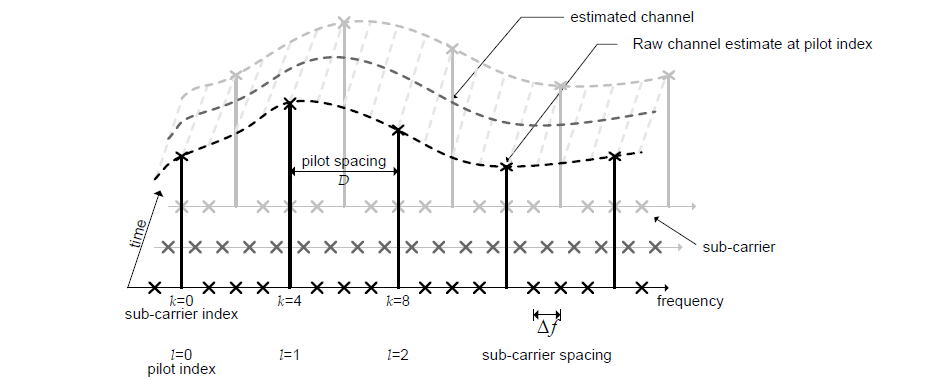 estimated channel
Raw channel estimate at pilot index
pilot spacing
D
time
sub-carrier
k=0 k=4 k=8 frequency
sub-carrier index
Δf
l=0 l=1 l=2 sub-carrier spacing
pilot index